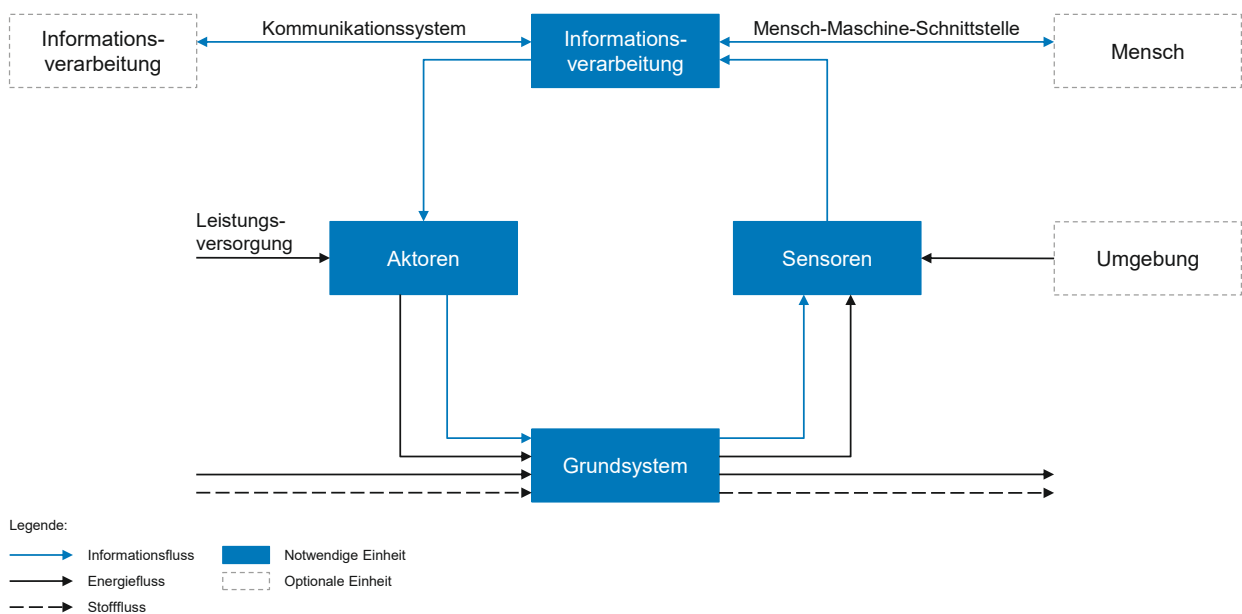 Informations-
verarbeitung
Kommunikationssystem
Informations-
verarbeitung
Mensch-Maschine-Schnittstelle
Mensch
Leistungs-
versorgung
Aktoren
Sensoren
Umgebung
Grundsystem
Legende:
Informationsfluss
Notwendige Einheit
Energiefluss
Optionale Einheit
Stofffluss